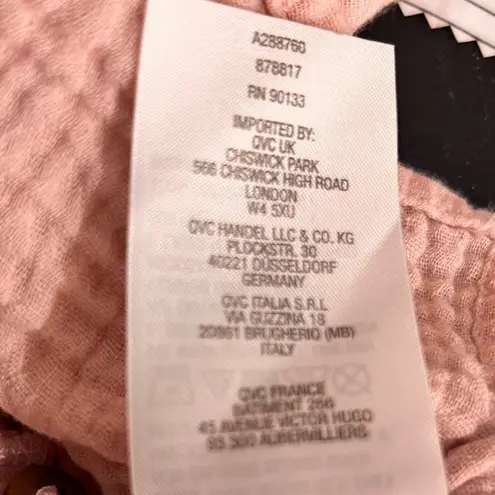 A288760
878817
RN 90133
IMPORTED BY:
QVC UK
CHISWICK PARK
566 CHISWICK HIGH ROAD
LONDON
W4 5XU
QVC HANDEL LLC & CO. KG
PLOCKSTR. 30
40221 DÜSSELDORF
GERMANY
QVC ITALIA S.R.L
VIA GUZZINA 18
20861 BRUGHERIO (MB)
ITALY
QVC FRANCE
BATIMENT 266
45 AVENUE VICTOR HUGO
93 300 AUBERVILLIERS